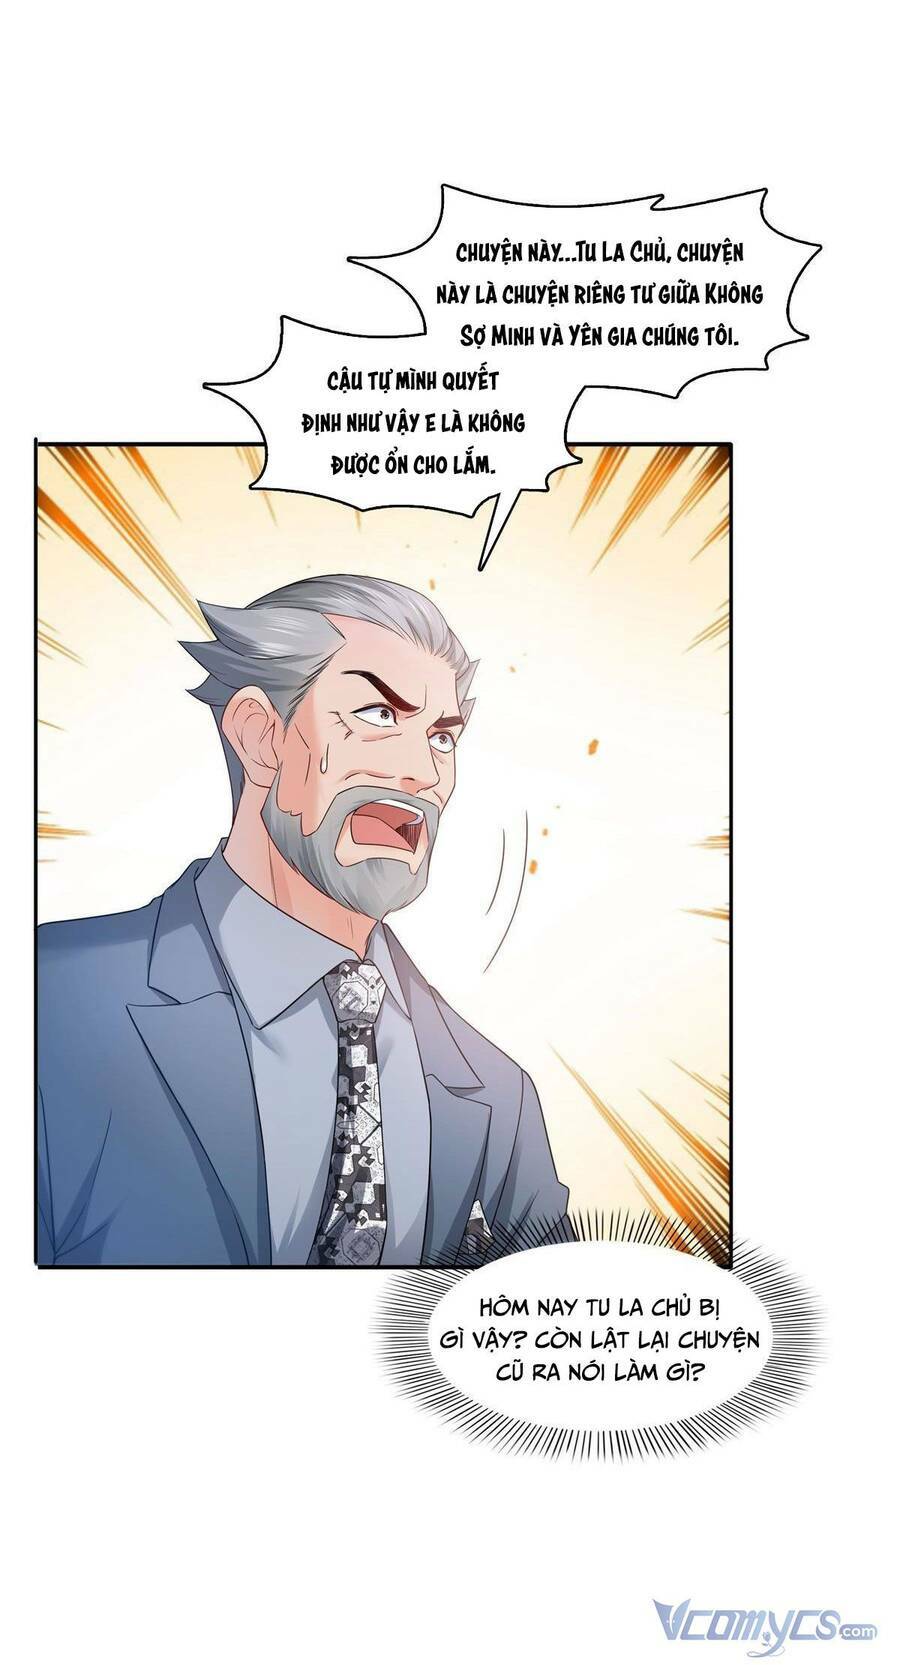 CHUYỆN NÀY...TU LA CHỦ, CHUYỆN
NÀY LÀ CHUYỆN RIÊNG TƯ GIỮA KHÔNG
SỢ MINH VÀ YÊN GIA CHÚNG TÔI.
CẬU TỰ MÌNH QUYẾT
ĐỊNH NHƯ VẬY E LÀ KHÔNG
ĐƯỢC ỔN CHO LẮM.
HÔM NAY TU LA CHỦ BỊ
GÌ VẬY? CÒN LẬT LẠI CHUYỆN
CŨ RA NÓI LÀM GÌ?
VCOMYCS.com